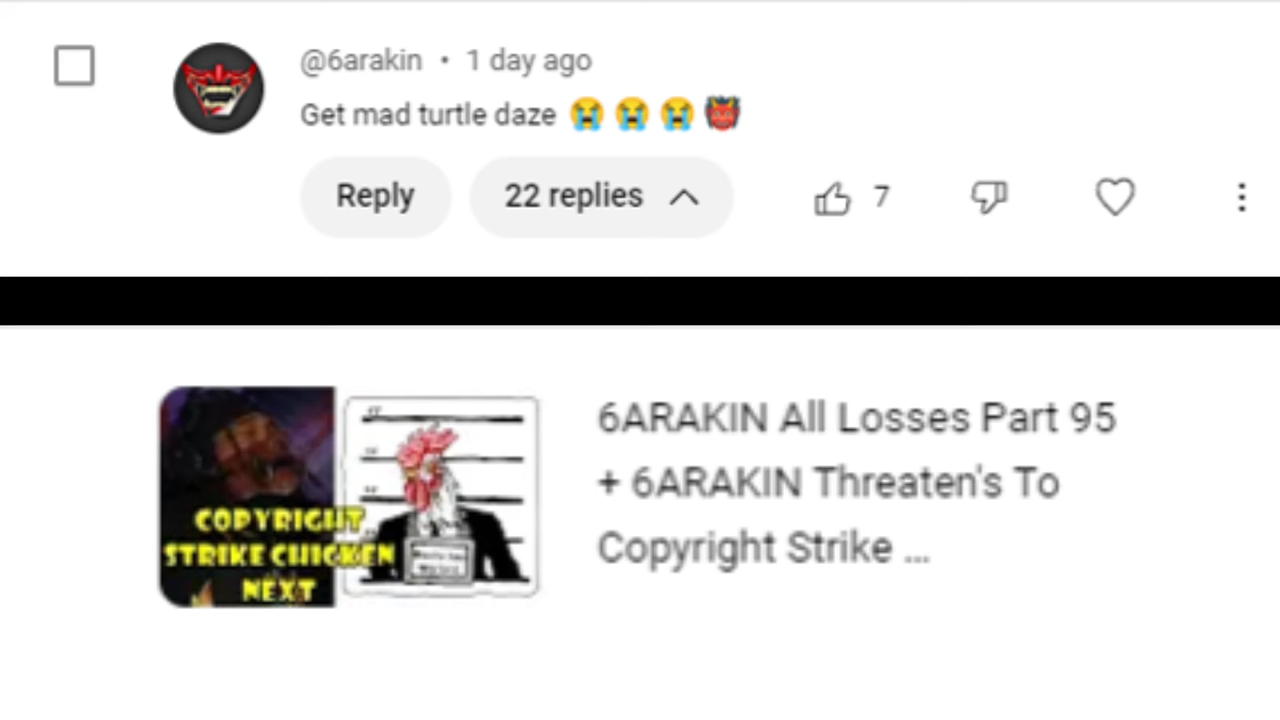 @6arakin • 1 day ago
Get mad turtle daze 😭😭😭👹
Reply
22 replies
7
6ARAKIN All Losses Part 95
+ 6ARAKIN Threaten's To
Copyright Strike ...
COPYRIGHT
STRIKE CHICKEN
NEXT